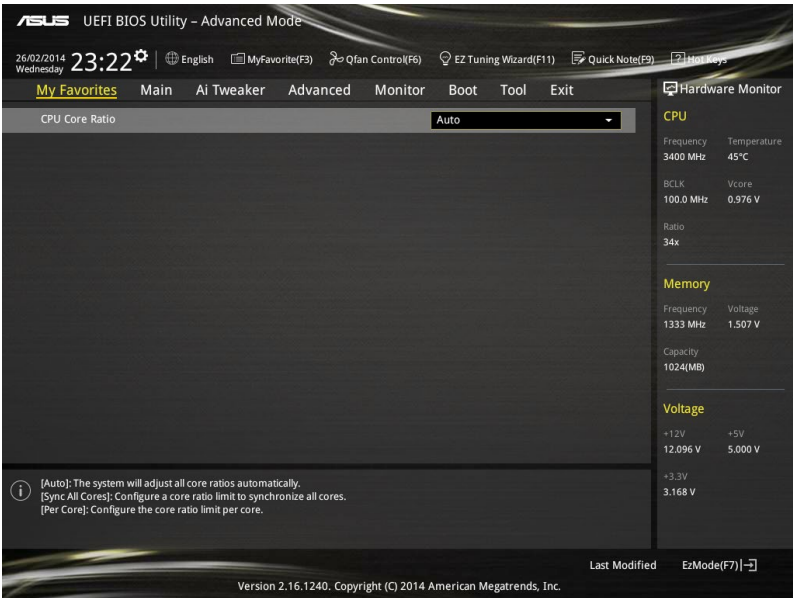 ASUS UEFI BIOS Utility – Advanced Mode
26/02/2014
Wednesday
23:22
English
MyFavorite(F3)
Qfan Control(F6)
EZ Tuning Wizard(F11)
Quick Note(F9)
? Hot Keys
My Favorites Main Ai Tweaker Advanced Monitor Boot Tool Exit
CPU Core Ratio Auto
[Auto]: The system will adjust all core ratios automatically.
[Sync All Cores]: Configure a core ratio limit to synchronize all cores.
[Per Core]: Configure the core ratio limit per core.
Hardware Monitor
CPU
Frequency Temperature
3400 MHz 45°C
BCLK Vcore
100.0 MHz 0.976 V
Ratio
34x
Memory
Frequency Voltage
1333 MHz 1.507 V
Capacity
1024(MB)
Voltage
+12V +5V
12.096 V 5.000 V
+3.3V
3.168 V
Last Modified EzMode(F7)
Version 2.16.1240. Copyright (C) 2014 American Megatrends, Inc.